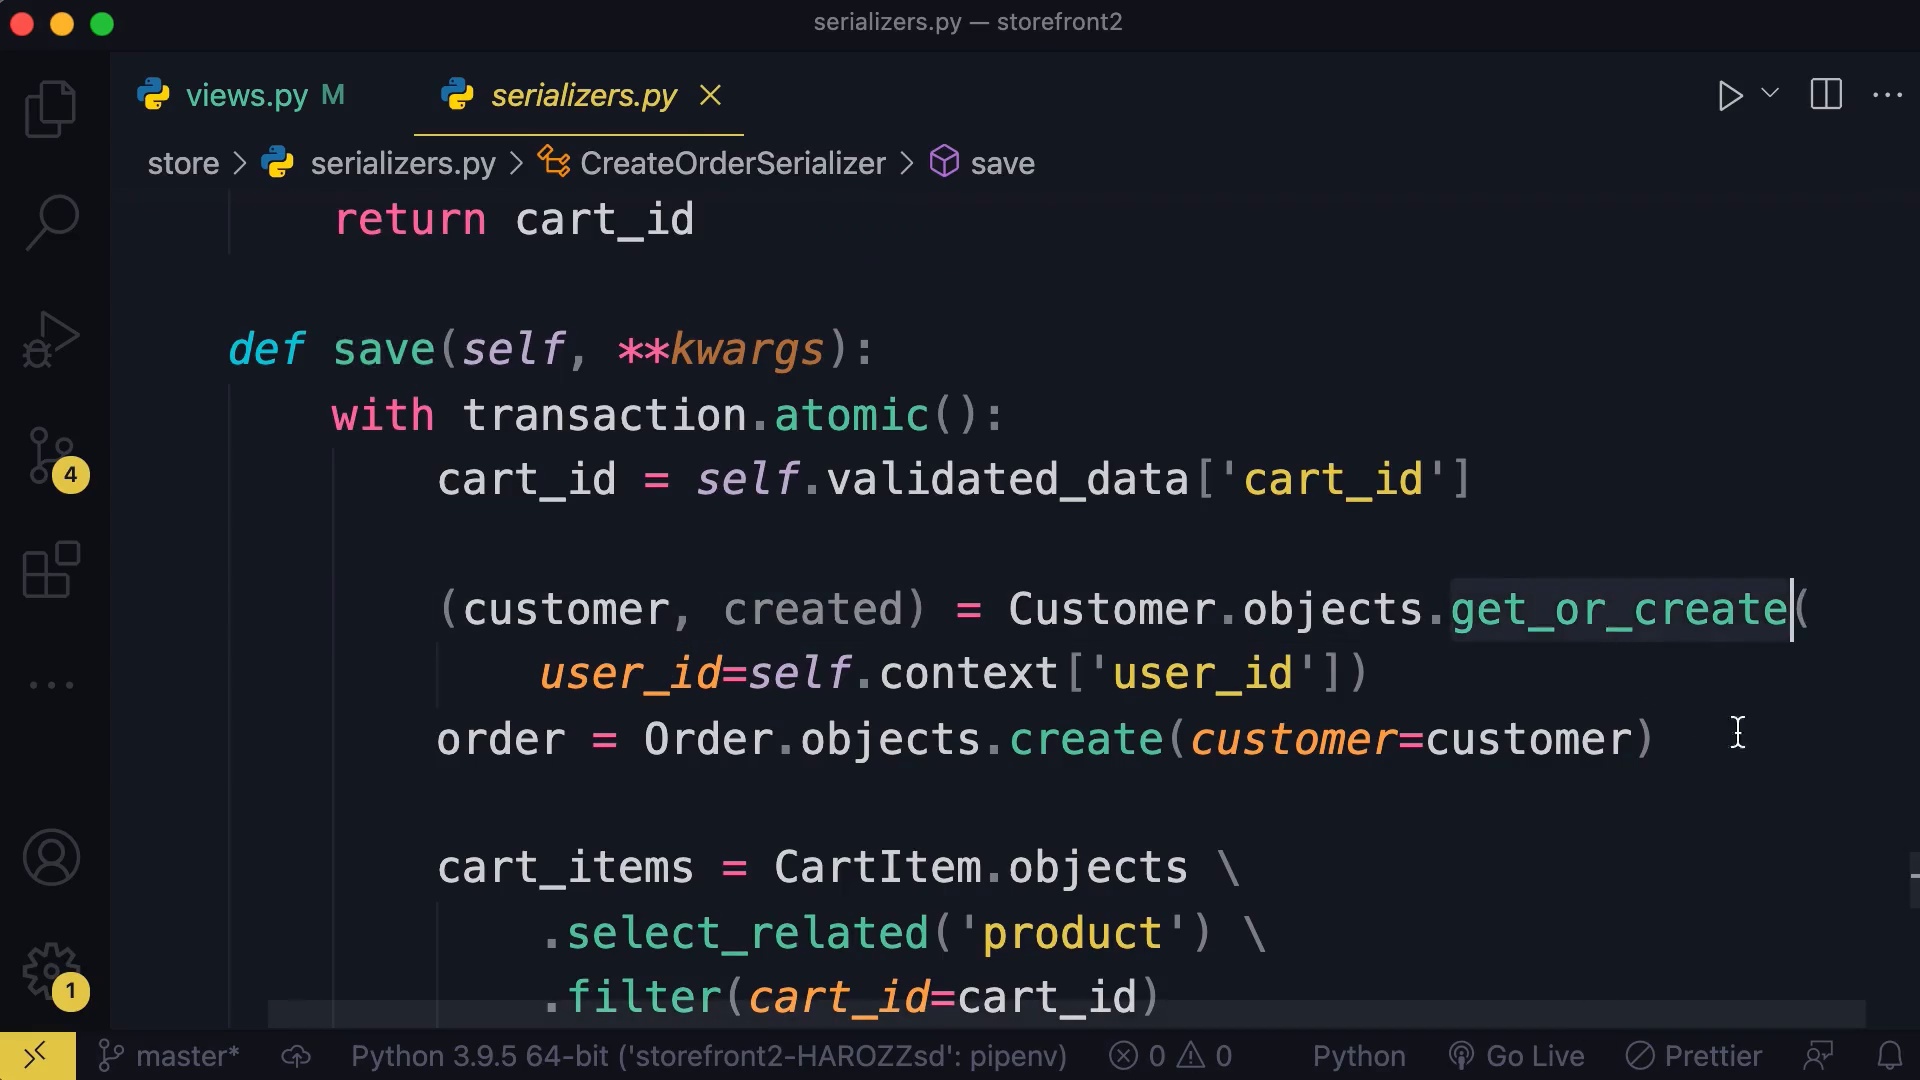 serializers.py — storefront2
views.py M serializers.py
store > serializers.py > CreateOrderSerializer > save
return cart_id
def save(self, **kwargs):
with transaction.atomic():
cart_id = self.validated_data['cart_id']
(customer, created) = Customer.objects.get_or_create(
user_id=self.context['user_id'])
order = Order.objects.create(customer=customer)
cart_items = CartItem.objects \
.select_related('product') \
.filter(cart_id=cart_id)
4
1
master* Python 3.9.5 64-bit ('storefront2-HAROZZsd': pipenv) 0 0 Python Go Live Prettier